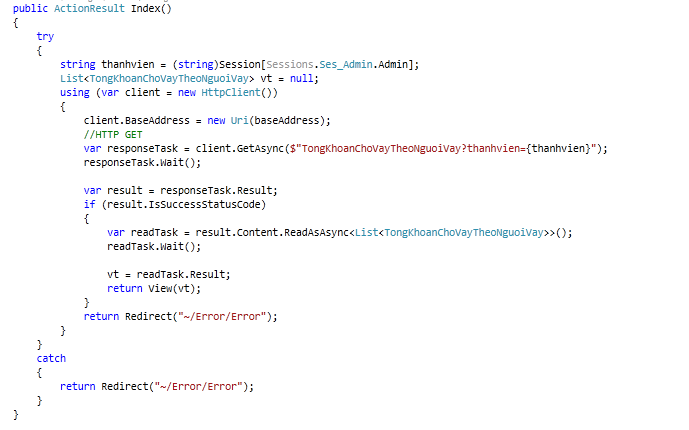 public ActionResult Index()
{
try
{
string thanhvien = (string)Session[Sessions.Ses_Admin.Admin];
List<TongKhoanChoVayTheoNguoiVay> vt = null;
using (var client = new HttpClient())
{
client.BaseAddress = new Uri(baseAddress);
//HTTP GET
var responseTask = client.GetAsync($"TongKhoanChoVayTheoNguoiVay?thanhvien={thanhvien}");
responseTask.Wait();
var result = responseTask.Result;
if (result.IsSuccessStatusCode)
{
var readTask = result.Content.ReadAsAsync<List<TongKhoanChoVayTheoNguoiVay>>();
readTask.Wait();
vt = readTask.Result;
return View(vt);
}
return Redirect("~/Error/Error");
}
}
catch
{
return Redirect("~/Error/Error");
}
}